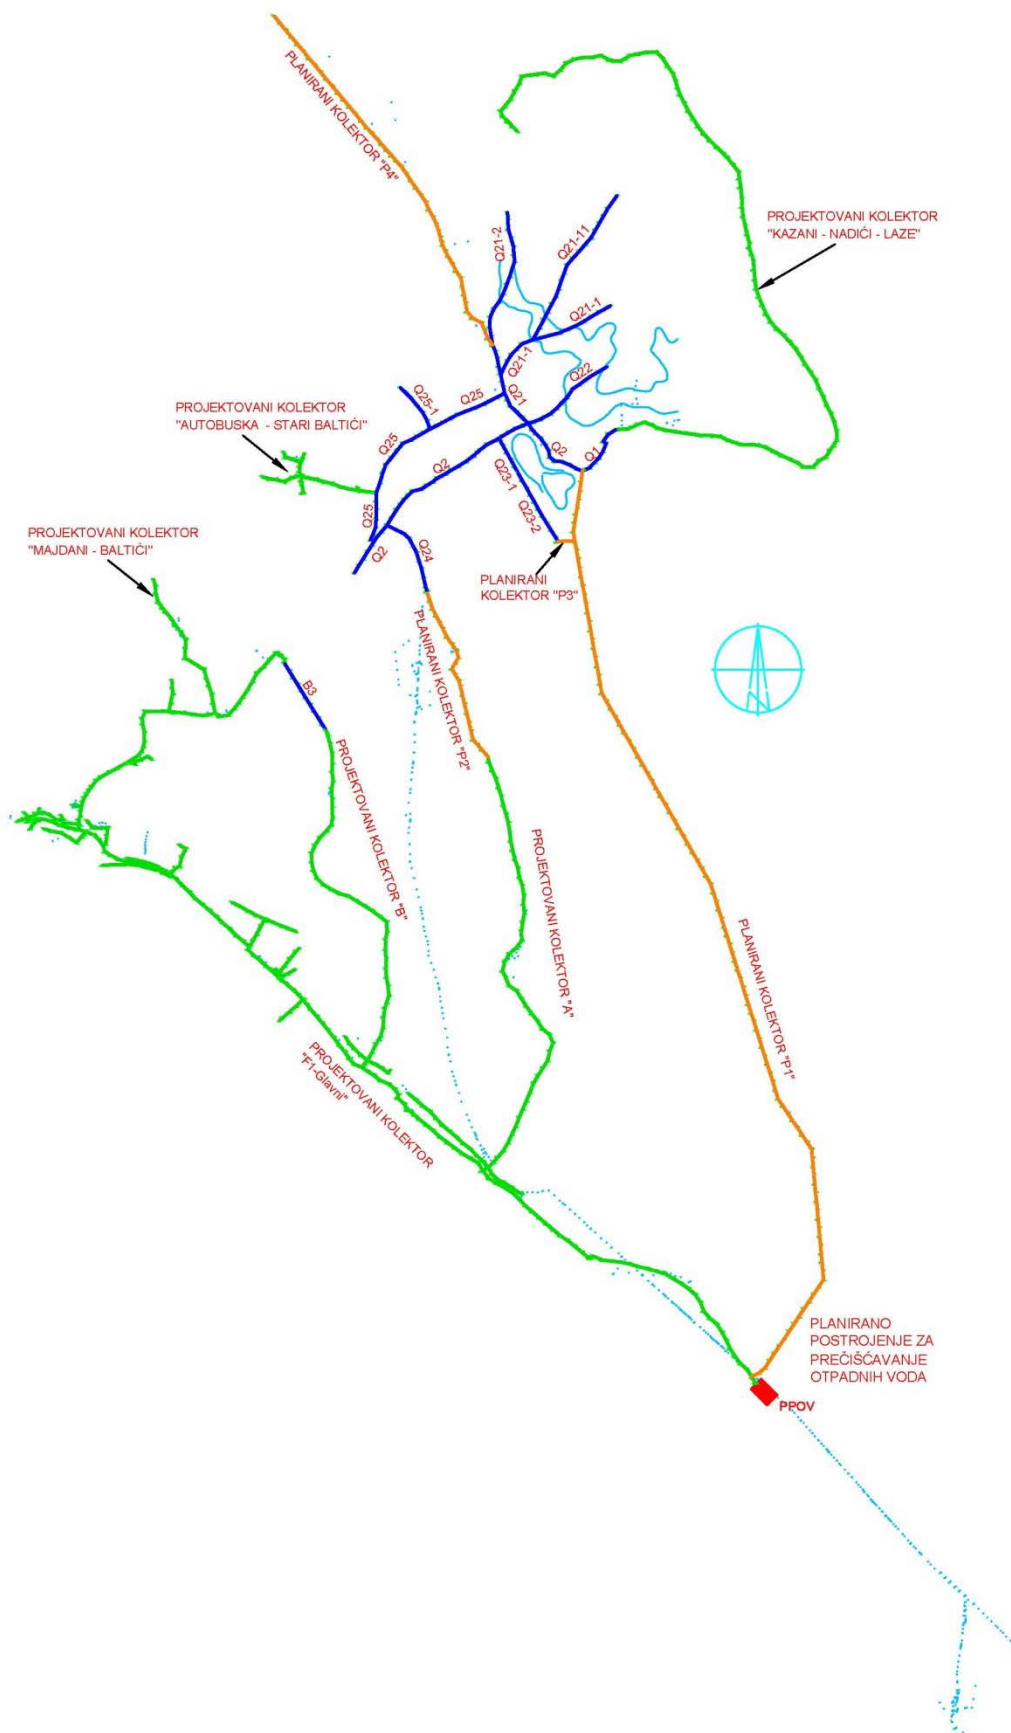 PLANIRANI KOLEKTOR "P4"
PROJEKTOVANI KOLEKTOR
"KAZANI - NADIĆI - LAZE"
Q21-2
Q21-11
Q21-1
Q21-1
Q22
Q21
Q25
Q25-1
PROJEKTOVANI KOLEKTOR
"AUTOBUSKA - STARI BALTIĆI"
Q25
Q2
Q2
Q1
Q23-1
Q23-2
Q25
Q2
Q24
PROJEKTOVANI KOLEKTOR
"MAJDANI - BALTIĆI"
PLANIRANI
KOLEKTOR "P3"
PLANIRANI KOLEKTOR "P2"
N
B3
PROJEKTOVANI KOLEKTOR "B"
PROJEKTOVANI KOLEKTOR "A"
PLANIRANI KOLEKTOR "P1"
PROJEKTOVANI KOLEKTOR
"F1-Glavni"
PLANIRANO
POSTROJENJE ZA
PREČIŠĆAVANJE
OTPADNIH VODA
PPOV